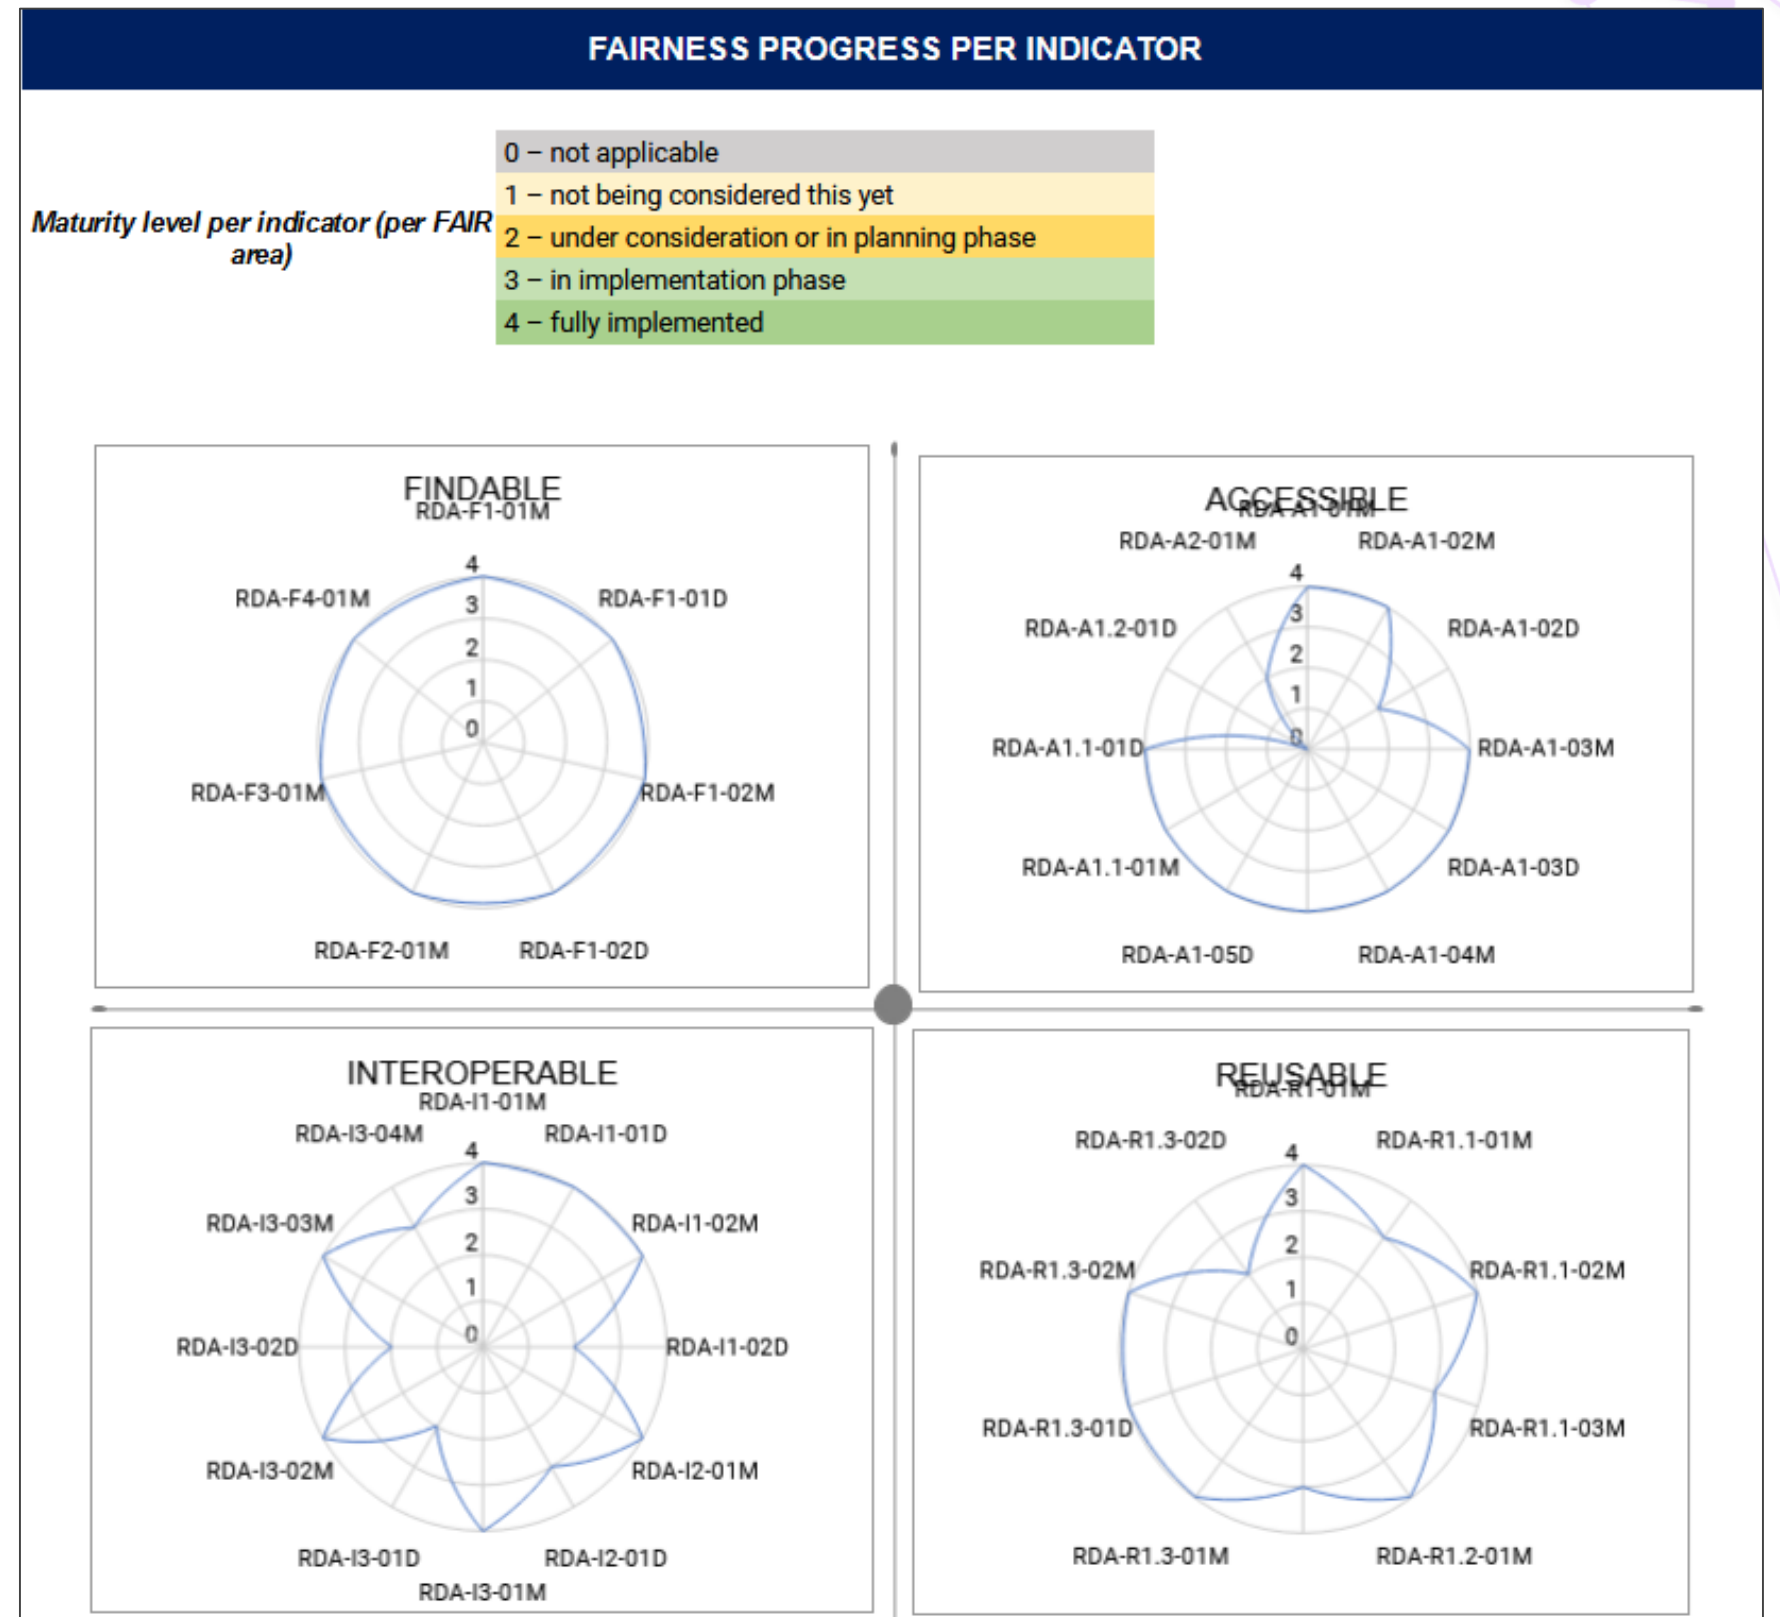 FAIRNESS PROGRESS PER INDICATOR
Maturity level per indicator (per FAIR
area)
0 – not applicable
1 – not being considered this yet
2 – under consideration or in planning phase
3 – in implementation phase
4 – fully implemented
FINDABLE
RDA-F1-01M
RDA-F4-01M
RDA-F1-01D
4
3
2
1
0
RDA-F3-01M
RDA-F1-02M
RDA-F2-01M
RDA-F1-02D
ACCESSIBLE
RDA-A1-01M
RDA-A2-01M
RDA-A1-02M
RDA-A1.2-01D
RDA-A1-02D
4
3
2
1
0
RDA-A1.1-01D
RDA-A1-03M
RDA-A1.1-01M
RDA-A1-03D
RDA-A1-05D
RDA-A1-04M
INTEROPERABLE
RDA-I1-01M
RDA-I3-04M
RDA-I1-01D
4
3
2
1
0
RDA-I3-03M
RDA-I1-02M
RDA-I3-02D
RDA-I1-02D
RDA-I3-02M
RDA-I2-01M
RDA-I3-01D
RDA-I2-01D
RDA-I3-01M
REUSABLE
RDA-R1-01M
RDA-R1.3-02D
RDA-R1.1-01M
4
3
2
1
0
RDA-R1.3-02M
RDA-R1.1-02M
RDA-R1.3-01D
RDA-R1.1-03M
RDA-R1.3-01M
RDA-R1.2-01M